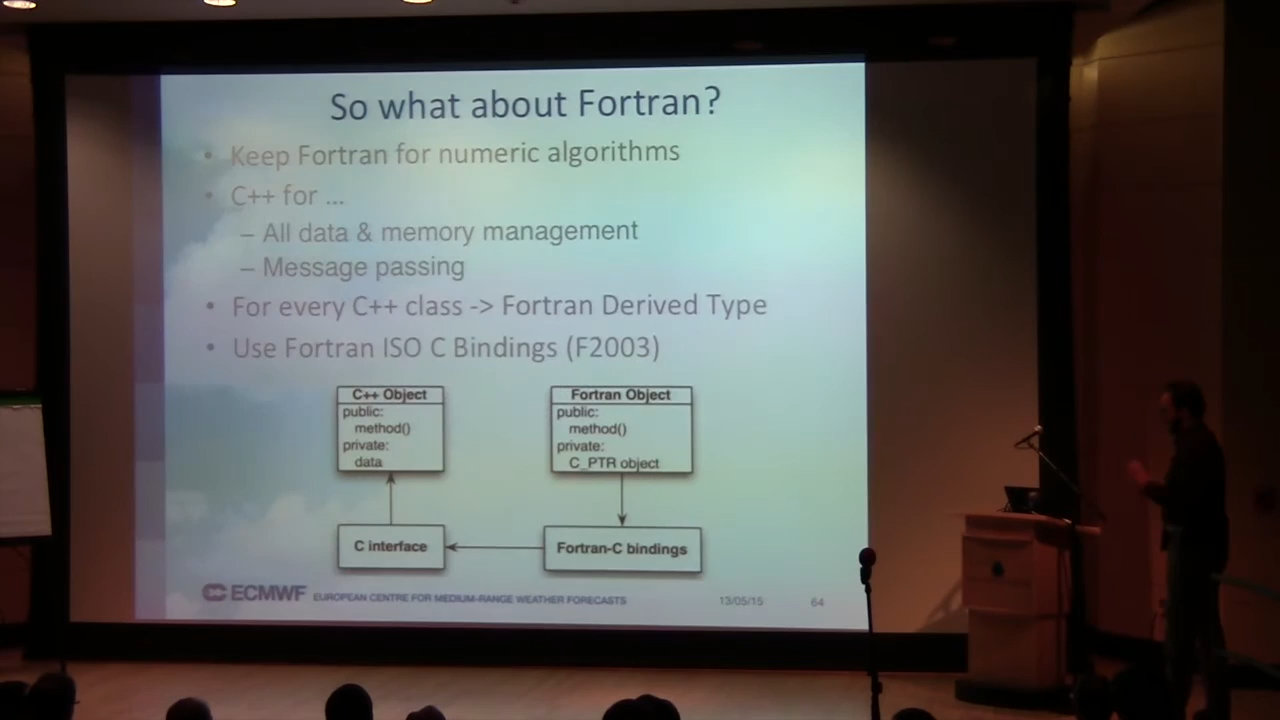 So what about Fortran?
• Keep Fortran for numeric algorithms
• C++ for ...
– All data & memory management
– Message passing
• For every C++ class -> Fortran Derived Type
• Use Fortran ISO C Bindings (F2003)
C++ Object
public:
method()
private:
data
Fortran Object
public:
method()
private:
C_PTR object
C interface
Fortran-C bindings
ECMWF EUROPEAN CENTRE FOR MEDIUM-RANGE WEATHER FORECASTS 13/05/15 64